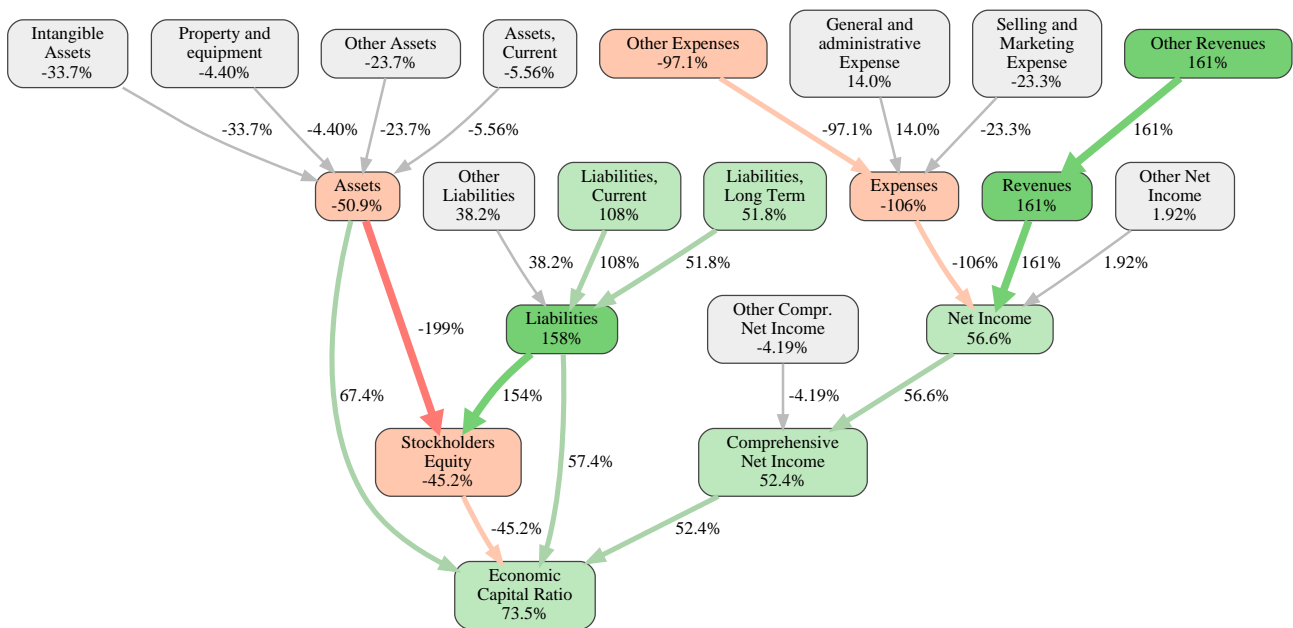 Intangible
Assets
-33.7%
Property and
equipment
-4.40%
Other Assets
-23.7%
Assets,
Current
-5.56%
Other Expenses
-97.1%
General and
administrative
Expense
14.0%
Selling and
Marketing
Expense
-23.3%
Other Revenues
161%
-33.7%
-4.40%
-23.7%
-5.56%
-97.1%
14.0%
-23.3%
161%
Assets
-50.9%
Other
Liabilities
38.2%
Liabilities,
Current
108%
Liabilities,
Long Term
51.8%
Expenses
-106%
Revenues
161%
Other Net
Income
1.92%
38.2%
108%
51.8%
-106%
161%
1.92%
Liabilities
158%
Other Compr.
Net Income
-4.19%
Net Income
56.6%
-199%
67.4%
154%
-4.19%
56.6%
Stockholders
Equity
-45.2%
57.4%
Comprehensive
Net Income
52.4%
-45.2%
52.4%
Economic
Capital Ratio
73.5%